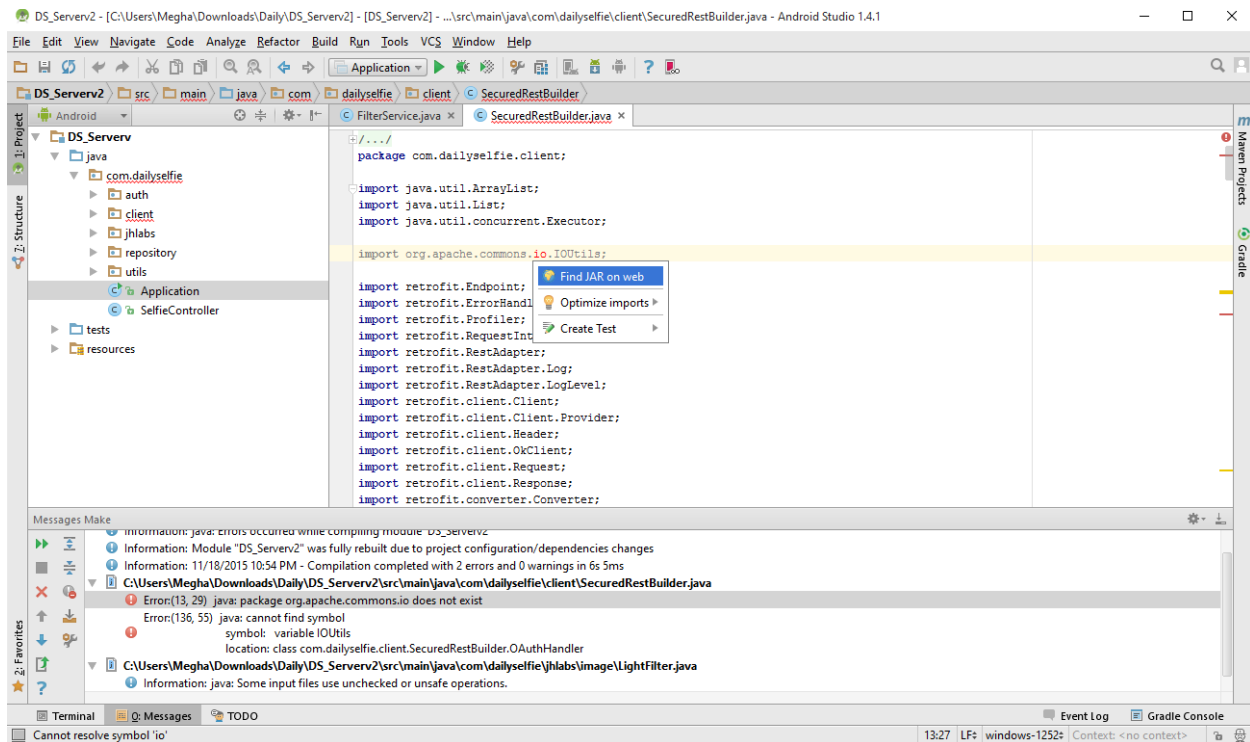 DS_Serverv2 - [C:\Users\Megha\Downloads\Daily\DS_Serverv2] - [DS_Serverv2] - ...\src\main\java\com\dailyselfie\client\SecuredRestBuilder.java - Android Studio 1.4.1
File Edit View Navigate Code Analyze Refactor Build Run Tools VCS Window Help
Application
DS_Serverv2 src main java com dailyselfie client SecuredRestBuilder
1: Project
7: Structure
2: Favorites
Android
DS_Serverv
java
com.dailyselfie
auth
client
jhlabs
repository
utils
Application
SelfieController
tests
resources
FilterService.java SecuredRestBuilder.java
/.../
package com.dailyselfie.client;
import java.util.ArrayList;
import java.util.List;
import java.util.concurrent.Executor;
import org.apache.commons.io.IOUtils;
import retrofit.Endpoint;
import retrofit.ErrorHandl
import retrofit.Profiler;
import retrofit.RequestInt
import retrofit.RestAdapter;
import retrofit.RestAdapter.Log;
import retrofit.RestAdapter.LogLevel;
import retrofit.client.Client;
import retrofit.client.Client.Provider;
import retrofit.client.Header;
import retrofit.client.OkClient;
import retrofit.client.Request;
import retrofit.client.Response;
import retrofit.converter.Converter;
Find JAR on web
Optimize imports
Create Test
Maven Projects
Gradle
Messages Make
Information: java: Errors occurred while compiling module 'DS_Serverv2'
Information: Module "DS_Serverv2" was fully rebuilt due to project configuration/dependencies changes
Information: 11/18/2015 10:54 PM - Compilation completed with 2 errors and 0 warnings in 6s 5ms
C:\Users\Megha\Downloads\Daily\DS_Serverv2\src\main\java\com\dailyselfie\client\SecuredRestBuilder.java
Error:(13, 29) java: package org.apache.commons.io does not exist
Error:(136, 55) java: cannot find symbol
symbol: variable IOUtils
location: class com.dailyselfie.client.SecuredRestBuilder.OAuthHandler
C:\Users\Megha\Downloads\Daily\DS_Serverv2\src\main\java\com\dailyselfie\jhlabs\image\LightFilter.java
Information: java: Some input files use unchecked or unsafe operations.
Terminal 0: Messages TODO Event Log Gradle Console
Cannot resolve symbol 'io' 13:27 LF windows-1252 Context: <no context>